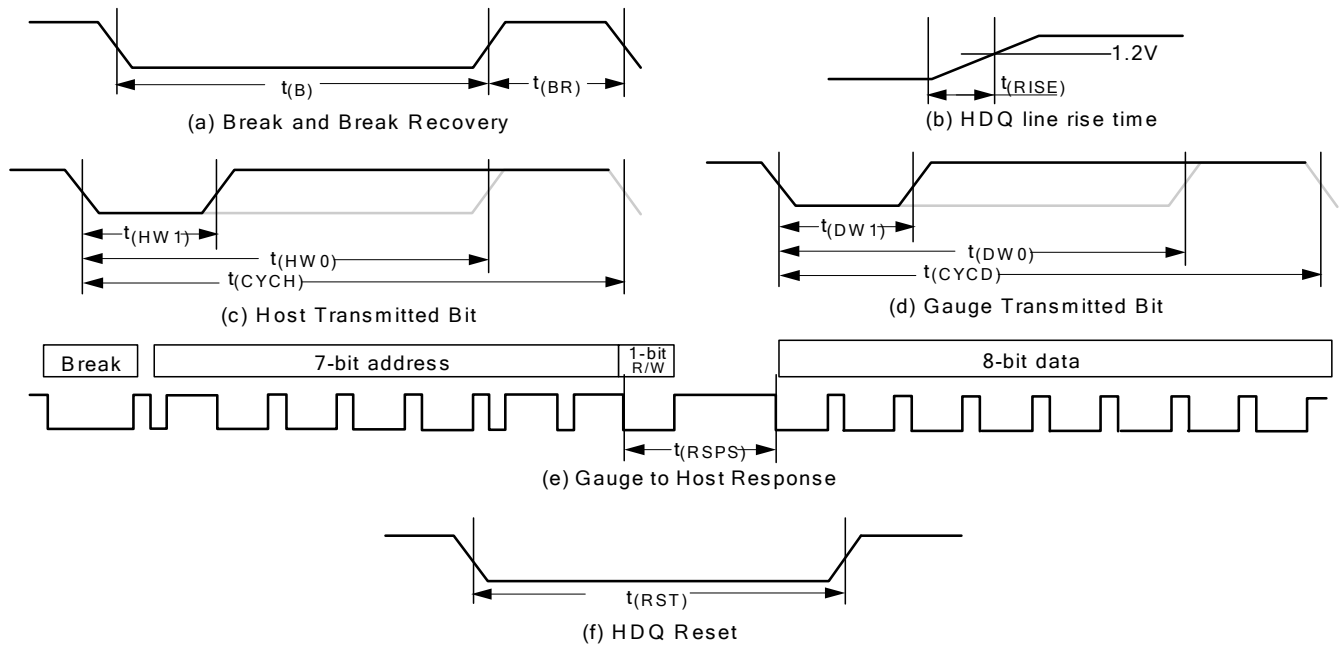 t(B)
t(BR)
(a) Break and Break Recovery
1.2V
t(RISE)
(b) HDQ line rise time
t(HW1)
t(HW0)
t(CYCH)
(c) Host Transmitted Bit
t(DW1)
t(DW0)
t(CYCD)
(d) Gauge Transmitted Bit
Break
7-bit address
1-bit
R/W
8-bit data
t(RSPS)
(e) Gauge to Host Response
t(RST)
(f) HDQ Reset